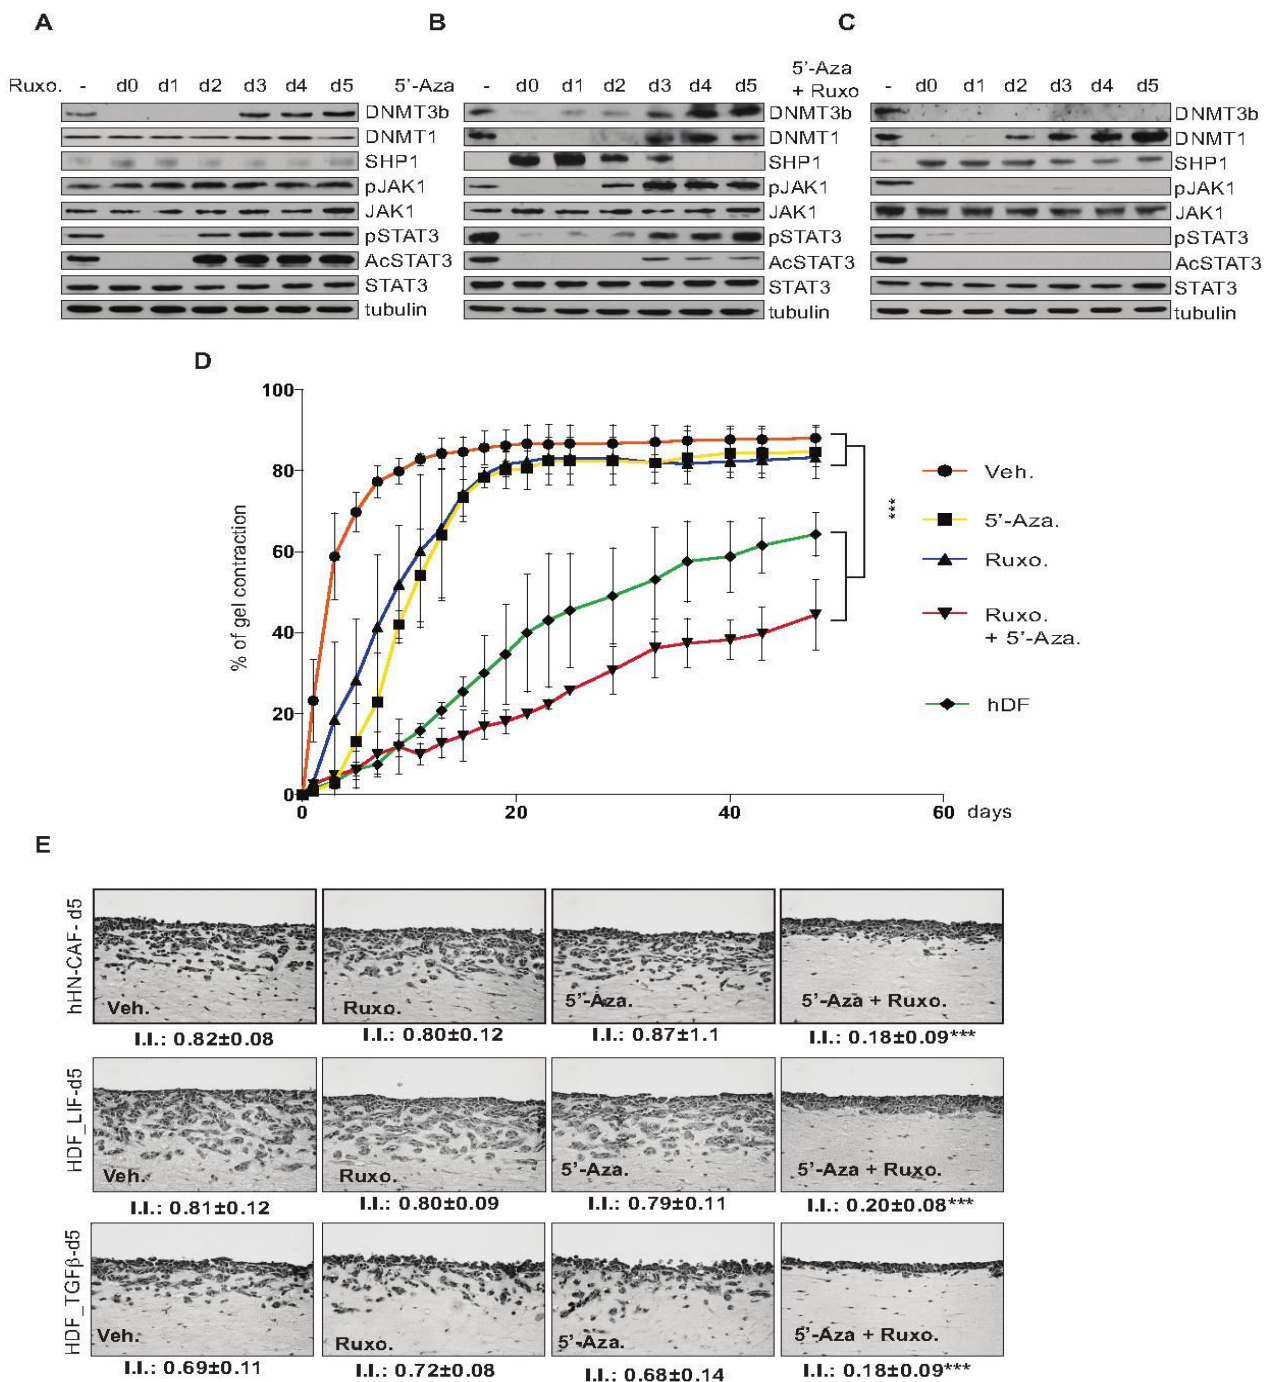 A
Ruxo. - d0 d1 d2 d3 d4 d5
DNMT3b
DNMT1
SHP1
pJAK1
JAK1
pSTAT3
AcSTAT3
STAT3
tubulin
B
5'-Aza - d0 d1 d2 d3 d4 d5
DNMT3b
DNMT1
SHP1
pJAK1
JAK1
pSTAT3
AcSTAT3
STAT3
tubulin
C
5'-Aza
+ Ruxo - d0 d1 d2 d3 d4 d5
DNMT3b
DNMT1
SHP1
pJAK1
JAK1
pSTAT3
AcSTAT3
STAT3
tubulin
D
% of gel contraction
100
80
60
40
20
0
0 20 40 60 days
***
Veh.
5'-Aza.
Ruxo.
Ruxo.
+ 5'-Aza.
hDF
E
hHN-CAF- d5
Veh. Ruxo. 5'-Aza. 5'-Aza + Ruxo.
I.I.: 0.82±0.08 I.I.: 0.80±0.12 I.I.: 0.87±1.1 I.I.: 0.18±0.09***
HDF_LIF-d5
Veh. Ruxo. 5'-Aza. 5'-Aza + Ruxo.
I.I.: 0.81±0.12 I.I.: 0.80±0.09 I.I.: 0.79±0.11 I.I.: 0.20±0.08***
HDF_TGFβ-d5
Veh. Ruxo. 5'-Aza. 5'-Aza + Ruxo.
I.I.: 0.69±0.11 I.I.: 0.72±0.08 I.I.: 0.68±0.14 I.I.: 0.18±0.09***